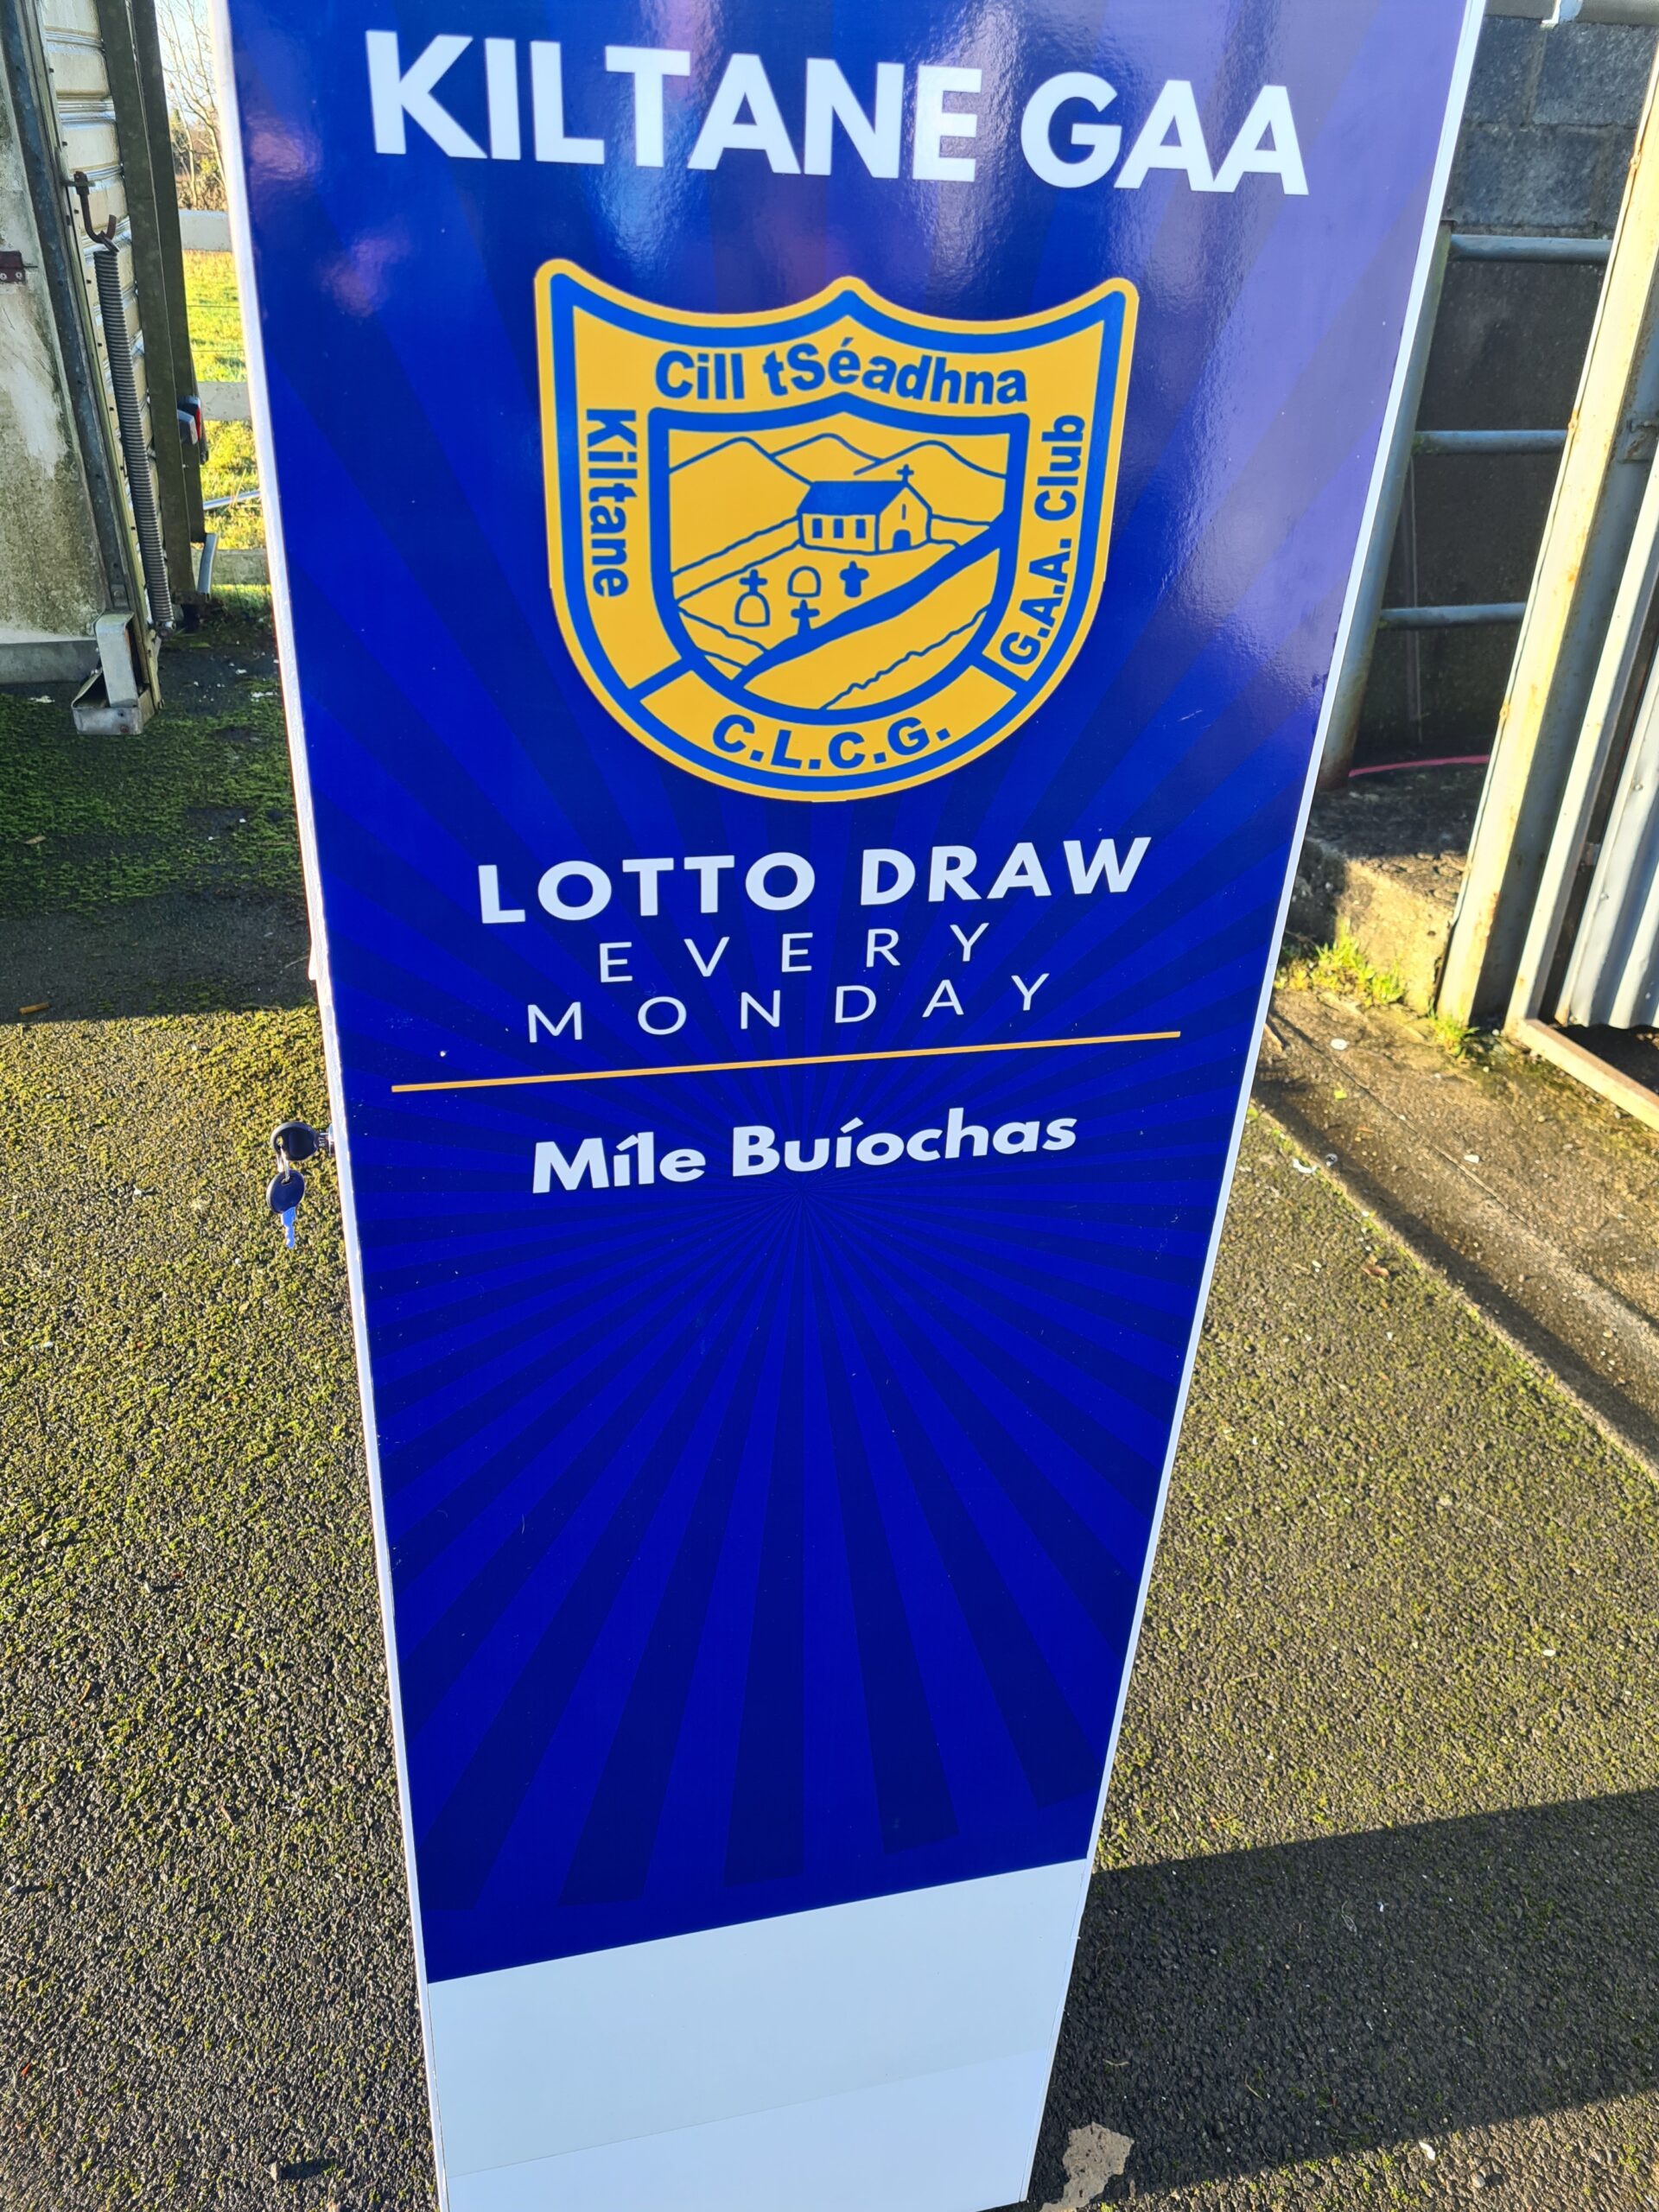 KILTANE GAA
Cill tSéadhna
Kiltane
G.A.A. Club
C.L.C.G.
LOTTO DRAW
EVERY
MONDAY
Míle Buíochas